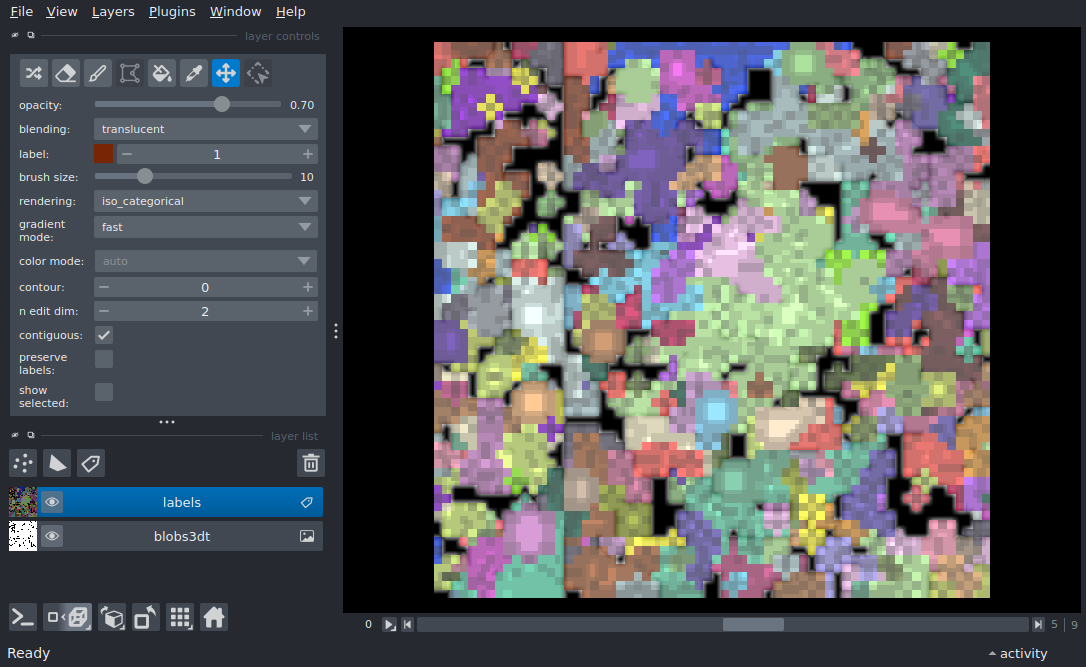 File View Layers Plugins Window Help
layer controls
opacity: 0.70
blending: translucent
label: 1
brush size: 10
rendering: iso_categorical
gradient
mode: fast
color mode: auto
contour: 0
n edit dim: 2
contiguous:
preserve
labels:
show
selected:
layer list
labels
blobs3dt
0 5 | 9
Ready activity